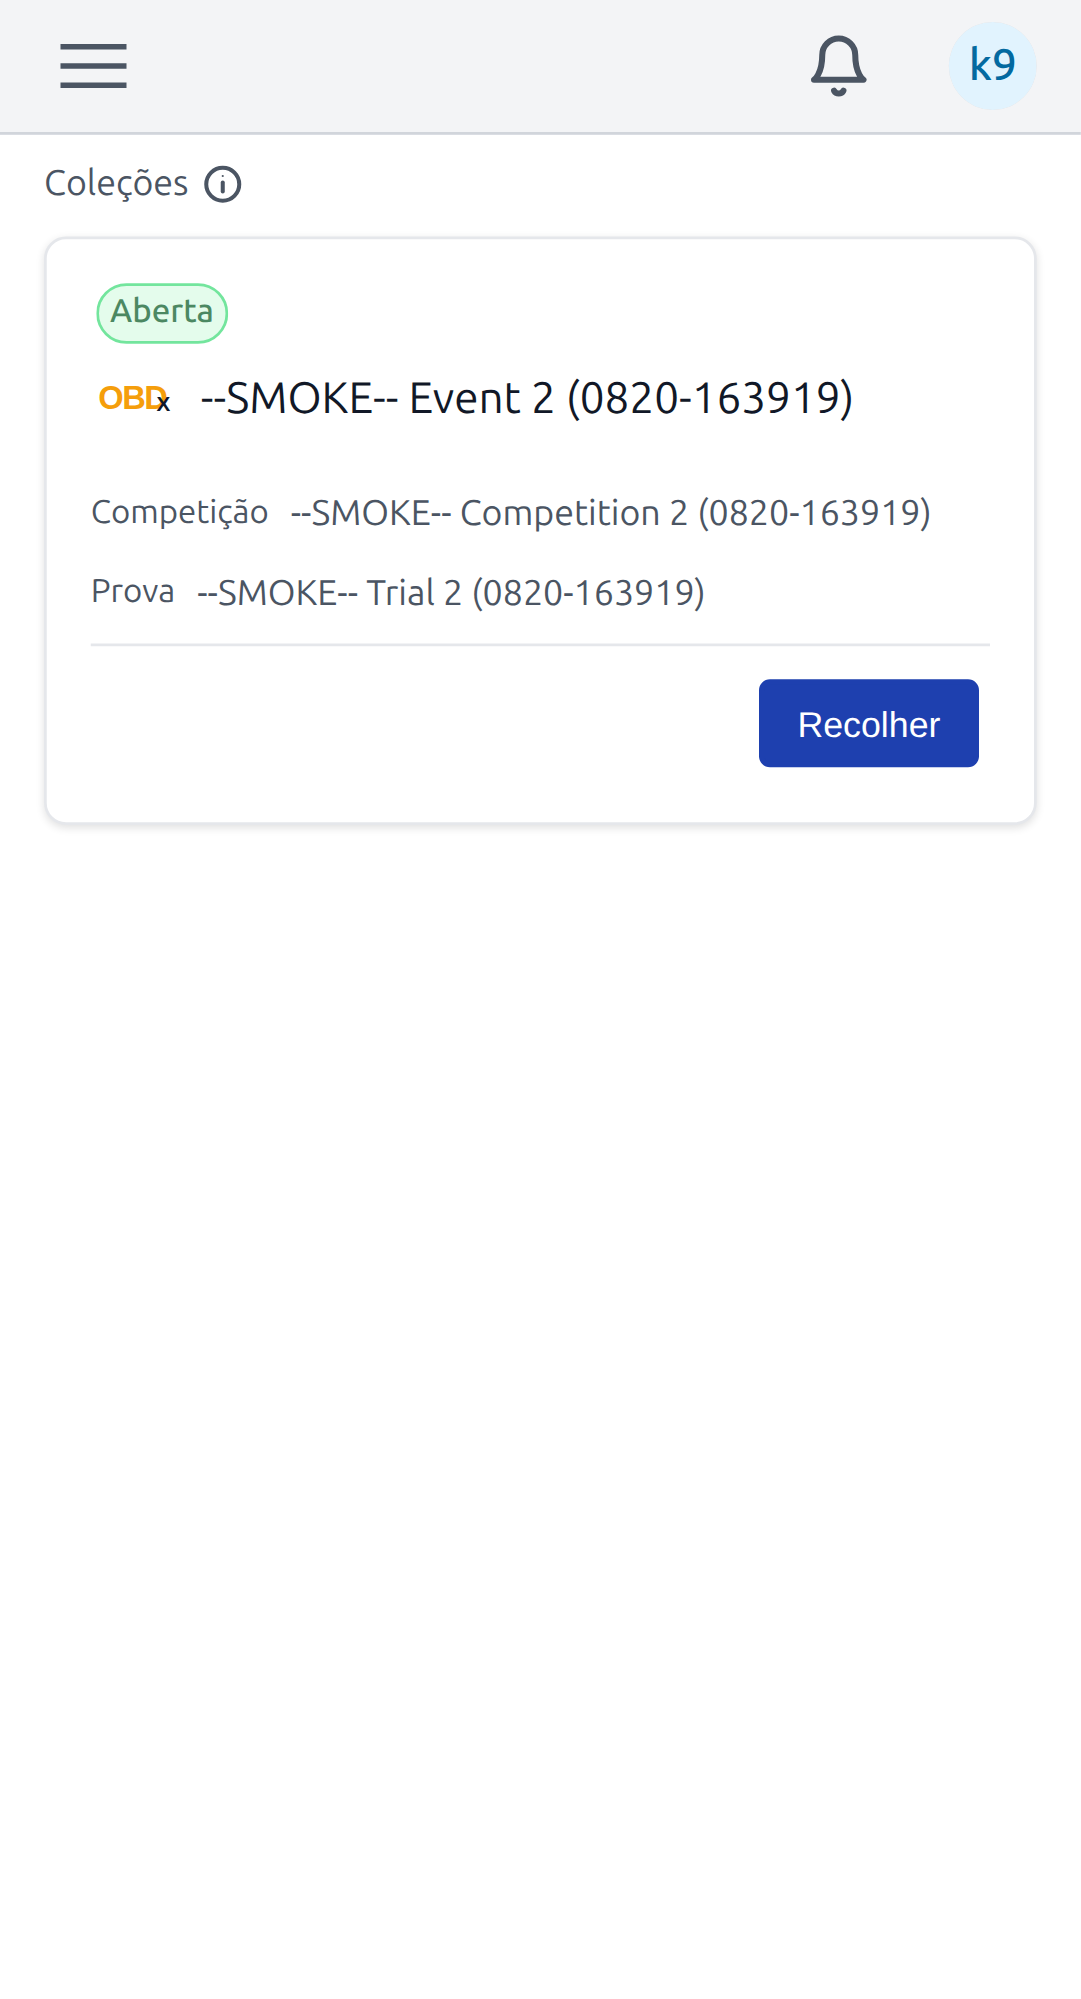 k9
Coleções
Aberta
OBDx --SMOKE-- Event 2 (0820-163919)
Competição --SMOKE-- Competition 2 (0820-163919)
Prova --SMOKE-- Trial 2 (0820-163919)
Recolher